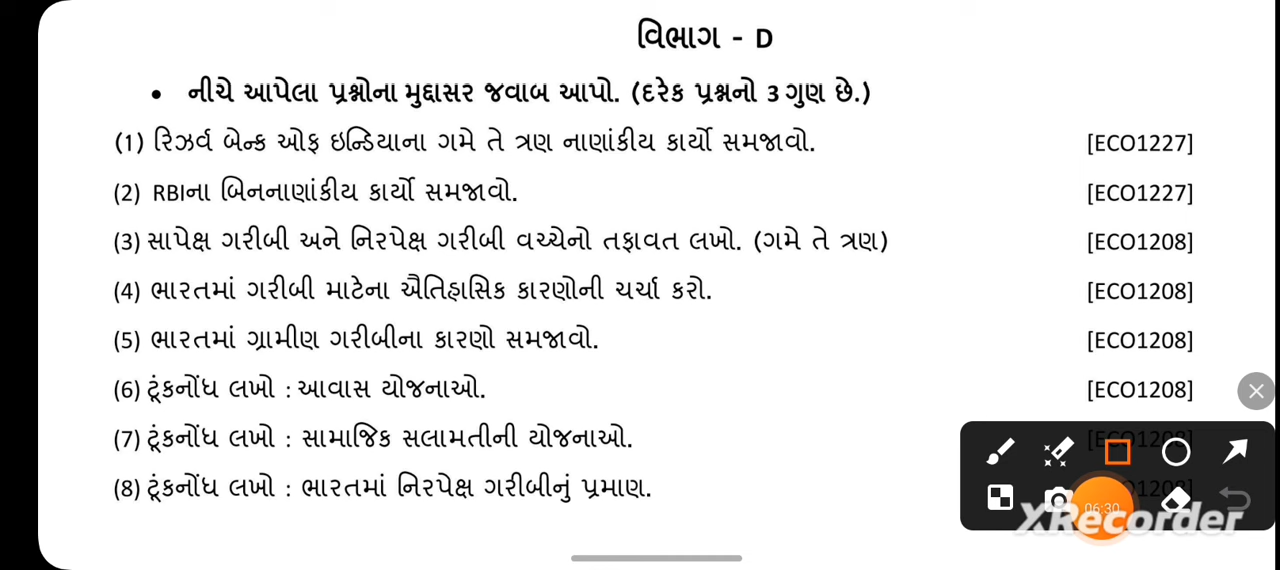 વિભાગ - D
• નીચે આપેલા પ્રશ્નોના મુદ્દાસર જવાબ આપો. (દરેક પ્રશ્નનો 3 ગુણ છે.)
(1) રિઝર્વ બેન્ક ઓફ ઇન્ડિયાના ગમે તે ત્રણ નાણાંકીય કાર્યો સમજાવો. [ECO1227]
(2) RBIના બિનનાણાંકીય કાર્યો સમજાવો. [ECO1227]
(3) સાપેક્ષ ગરીબી અને નિરપેક્ષ ગરીબી વચ્ચેનો તફાવત લખો. (ગમે તે ત્રણ) [ECO1208]
(4) ભારતમાં ગરીબી માટેના ઐતિહાસિક કારણોની ચર્ચા કરો. [ECO1208]
(5) ભારતમાં ગ્રામીણ ગરીબીના કારણો સમજાવો. [ECO1208]
(6) ટૂંકનોંધ લખો : આવાસ યોજનાઓ. [ECO1208]
(7) ટૂંકનોંધ લખો : સામાજિક સલામતીની યોજનાઓ. [ECO1208]
(8) ટૂંકનોંધ લખો : ભારતમાં નિરપેક્ષ ગરીબીનું પ્રમાણ.
06:30
XRecorder